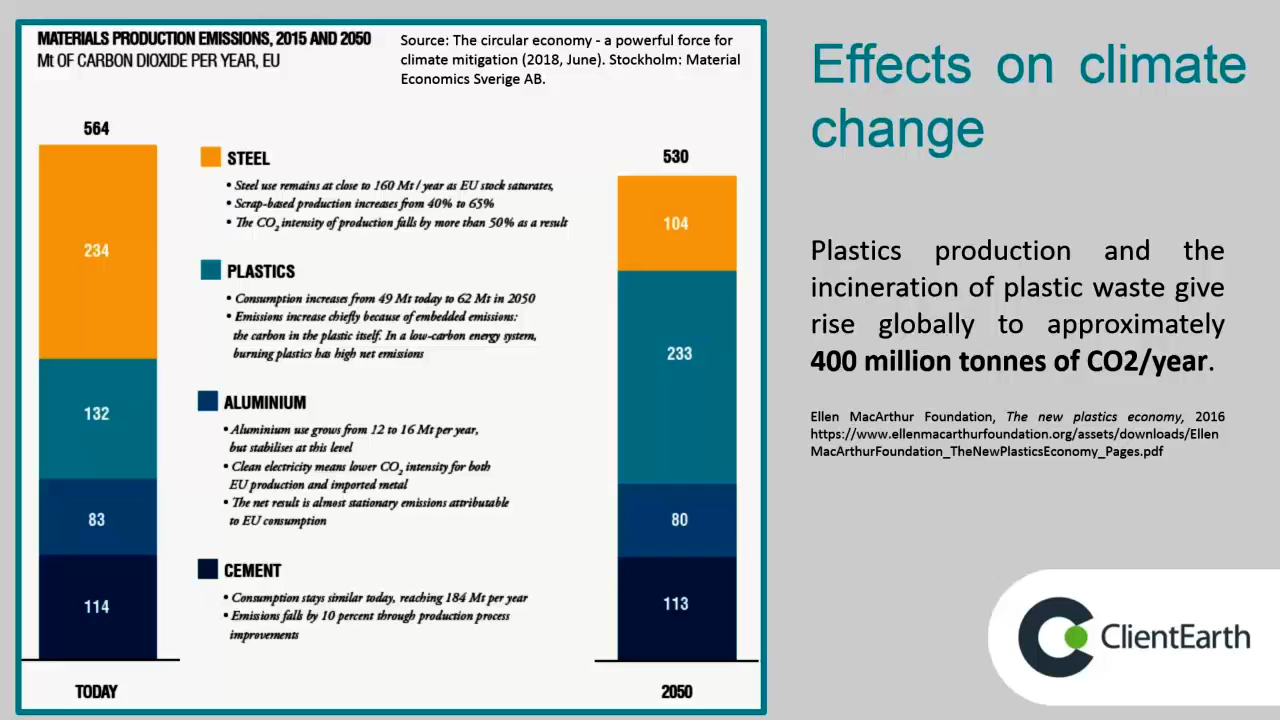 MATERIALS PRODUCTION EMISSIONS, 2015 AND 2050
Mt OF CARBON DIOXIDE PER YEAR, EU
Source: The circular economy - a powerful force for
climate mitigation (2018, June). Stockholm: Material
Economics Sverige AB.
564
234
132
83
114
TODAY
STEEL
• Steel use remains at close to 160 Mt / year as EU stock saturates,
• Scrap-based production increases from 40% to 65%
• The CO2 intensity of production falls by more than 50% as a result
PLASTICS
• Consumption increases from 49 Mt today to 62 Mt in 2050
• Emissions increase chiefly because of embedded emissions:
the carbon in the plastic itself. In a low-carbon energy system,
burning plastics has high net emissions
ALUMINIUM
• Aluminium use grows from 12 to 16 Mt per year,
but stabilises at this level
• Clean electricity means lower CO2 intensity for both
EU production and imported metal
• The net result is almost stationary emissions attributable
to EU consumption
CEMENT
• Consumption stays similar today, reaching 184 Mt per year
• Emissions falls by 10 percent through production process
improvements
530
104
233
80
113
2050
Effects on climate
change
Plastics production and the
incineration of plastic waste give
rise globally to approximately
400 million tonnes of CO2/year.
Ellen MacArthur Foundation, The new plastics economy, 2016
https://www.ellenmacarthurfoundation.org/assets/downloads/Ellen
MacArthurFoundation_TheNewPlasticsEconomy_Pages.pdf
ClientEarth